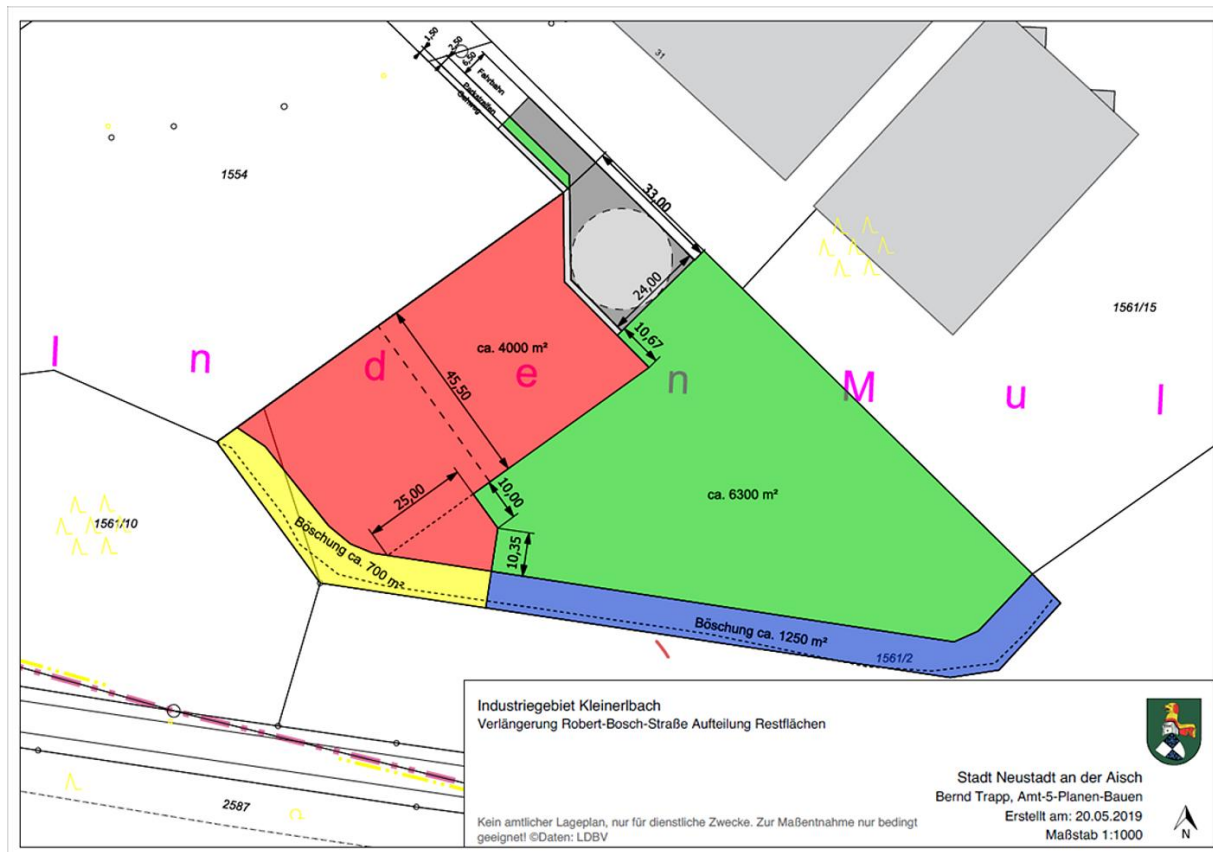 31
1,50
2,50
6,50
Fahrbahn
Parkstreifen
Gehweg
1554
33,00
24,00
10,67
1561/15
ca. 4000 m²
I n d e n M u l
45,50
ca. 6300 m²
25,00
10,00
10,35
1561/10
Böschung ca. 700 m²
Böschung ca. 1250 m²
1561/2
2587
Industriegebiet Kleinerlbach
Verlängerung Robert-Bosch-Straße Aufteilung Restflächen
Stadt Neustadt an der Aisch
Bernd Trapp, Amt-5-Planen-Bauen
Erstellt am: 20.05.2019
Maßstab 1:1000
N
Kein amtlicher Lageplan, nur für dienstliche Zwecke. Zur Maßentnahme nur bedingt
geeignet! ©Daten: LDBV